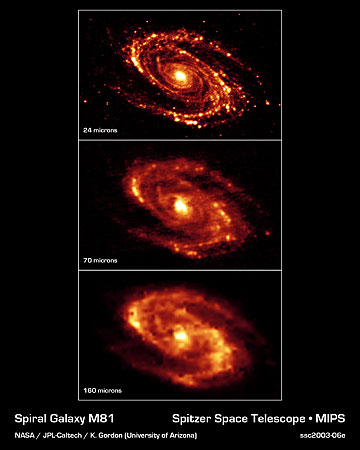 24 microns
70 microns
160 microns
Spiral Galaxy M81 Spitzer Space Telescope • MIPS
NASA / JPL-Caltech / K. Gordon (University of Arizona) ssc2003-06e